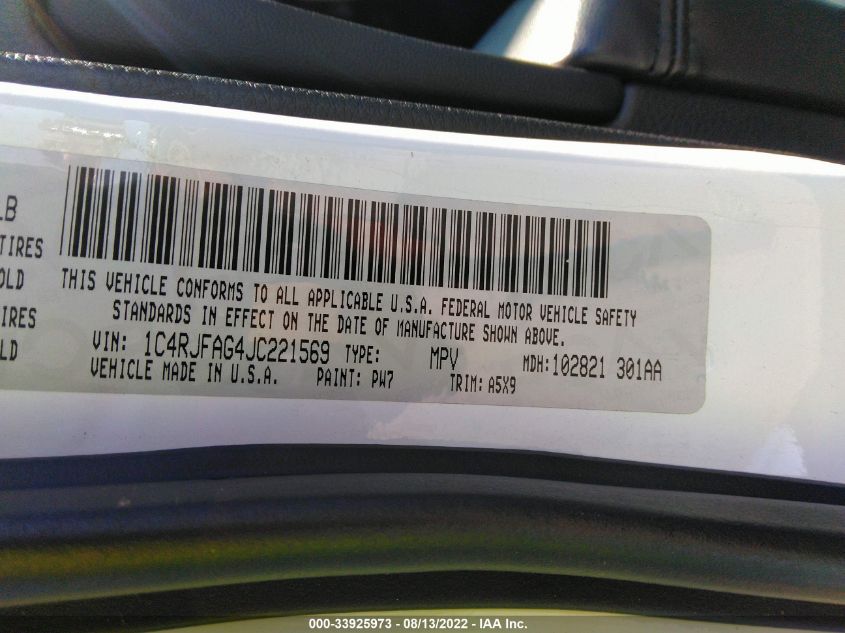 LB
TIRES
OLD
IRES
LD
THIS VEHICLE CONFORMS TO ALL APPLICABLE U.S.A. FEDERAL MOTOR VEHICLE SAFETY
STANDARDS IN EFFECT ON THE DATE OF MANUFACTURE SHOWN ABOVE.
VIN: 1C4RJFAG4JC221569 TYPE: MPV MDH:102821 301AA
VEHICLE MADE IN U.S.A. PAINT: PW7 TRIM: A5X9
000-33925973 - 08/13/2022 - IAA Inc.